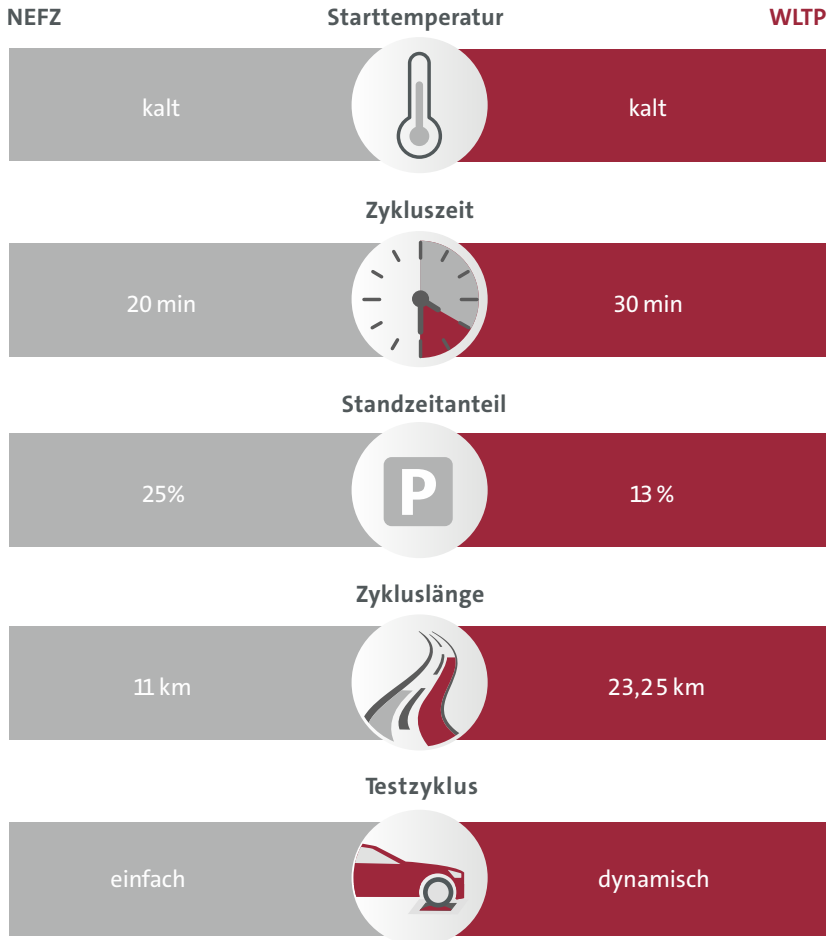 NEFZ Starttemperatur WLTP
kalt kalt
Zykluszeit
20 min 30 min
Standzeitanteil
25% P 13 %
Zykluslänge
11 km 23,25 km
Testzyklus
einfach dynamisch